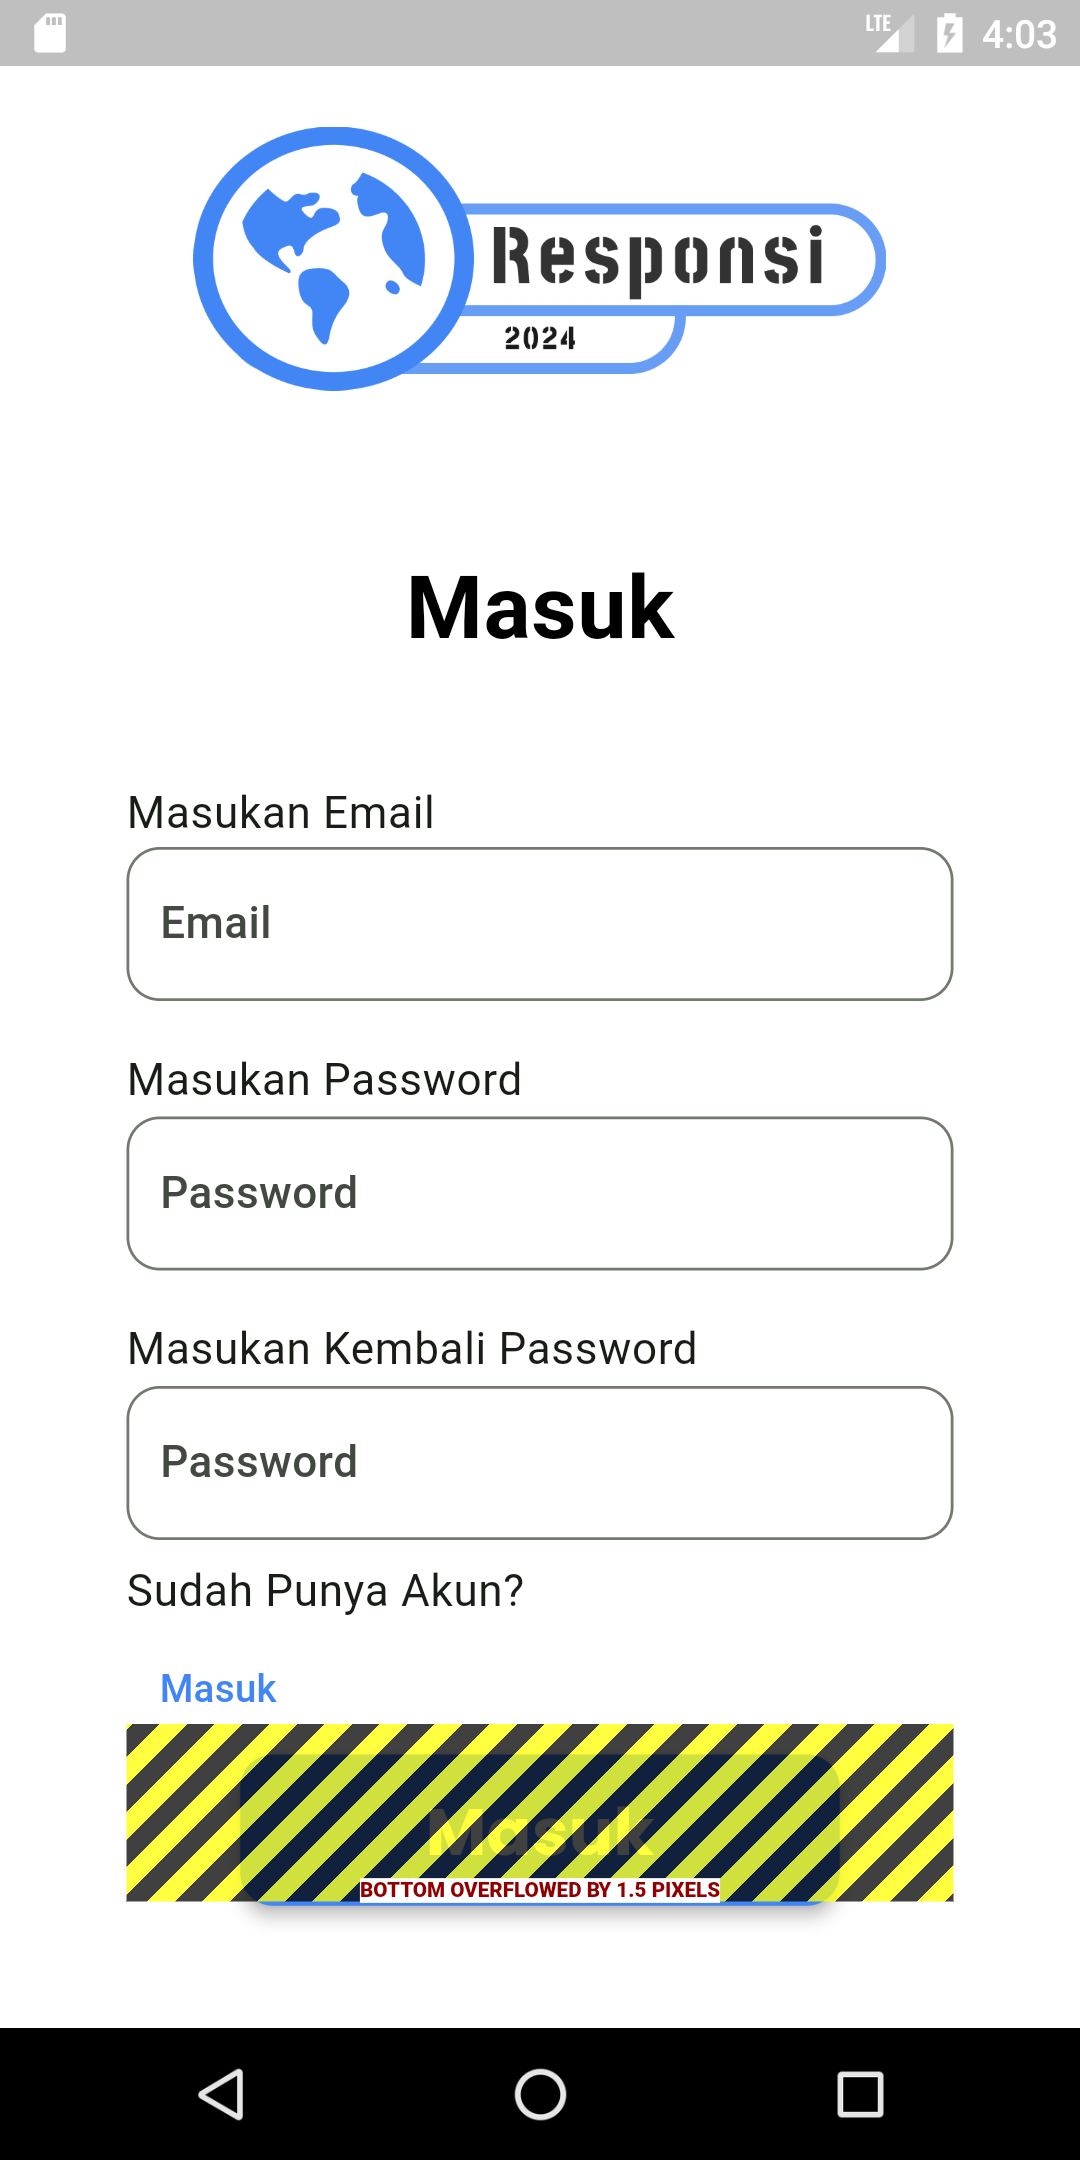 LTE 4:03
Responsi
2024
Masuk
Masukan Email
Email
Masukan Password
Password
Masukan Kembali Password
Password
Sudah Punya Akun?
Masuk
Masuk
BOTTOM OVERFLOWED BY 1.5 PIXELS